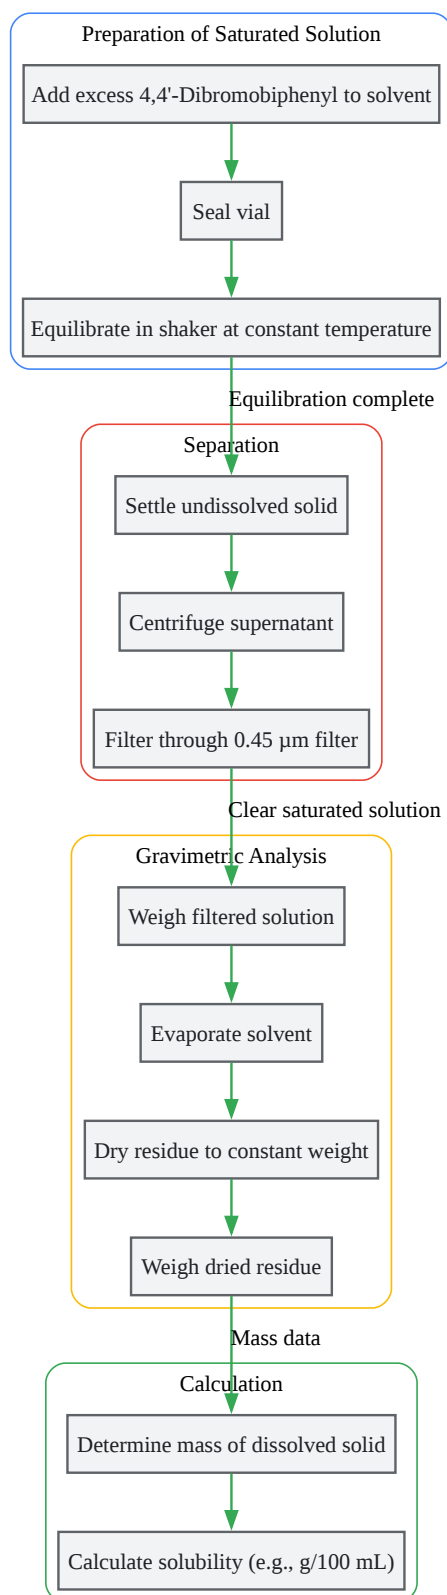 Preparation of Saturated Solution
Add excess 4,4'-Dibromobiphenyl to solvent
Seal vial
Equilibrate in shaker at constant temperature
Equilibration complete
Separation
Settle undissolved solid
Centrifuge supernatant
Filter through 0.45 µm filter
Clear saturated solution
Gravimetric Analysis
Weigh filtered solution
Evaporate solvent
Dry residue to constant weight
Weigh dried residue
Mass data
Calculation
Determine mass of dissolved solid
Calculate solubility (e.g., g/100 mL)